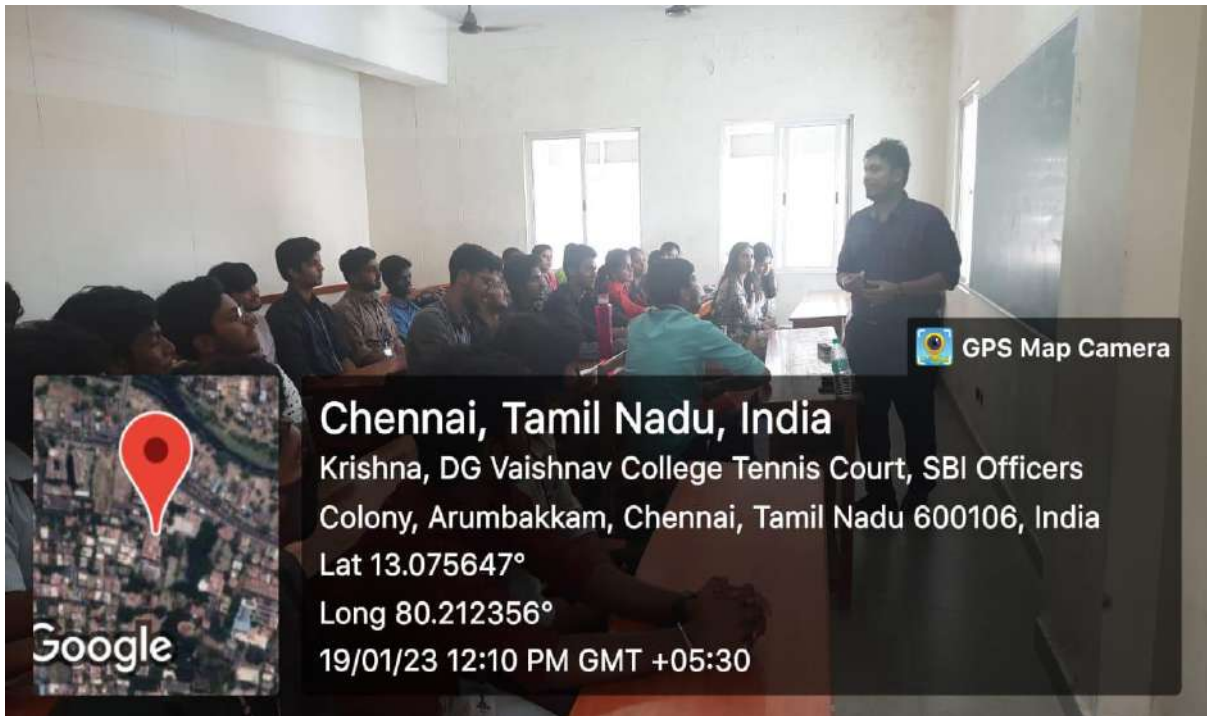 GPS Map Camera
Chennai, Tamil Nadu, India
Krishna, DG Vaishnav College Tennis Court, SBI Officers
Colony, Arumbakkam, Chennai, Tamil Nadu 600106, India
Lat 13.075647°
Long 80.212356°
19/01/23 12:10 PM GMT +05:30
Google